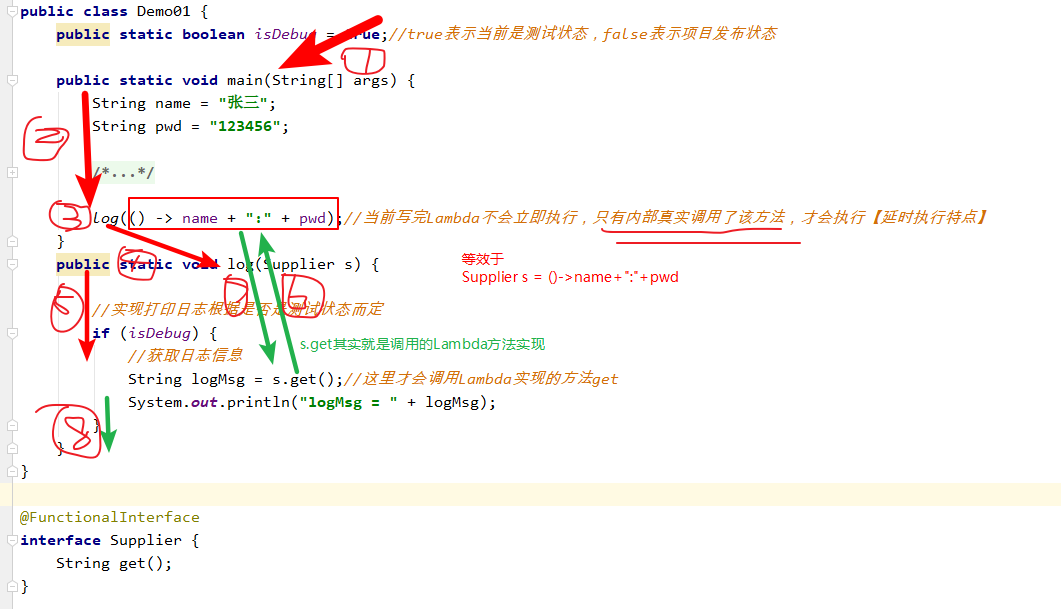 public class Demo01 {
public static boolean isDebug = true;//true表示当前是测试状态，false表示项目发布状态
1
public static void main(String[] args) {
String name = "张三";
String pwd = "123456";
2
/*...*/
3
log(() -> name + ":" + pwd);//当前写完Lambda不会立即执行，只有内部真实调用了该方法，才会执行【延时执行特点】
}
4
public static void log(Supplier s) {
等效于
Supplier s = ()->name+":"+pwd
5
7
6
//实现打印日志根据是否是测试状态而定
if (isDebug) {
s.get其实就是调用的Lambda方法实现
//获取日志信息
String logMsg = s.get();//这里才会调用Lambda实现的方法get
System.out.println("logMsg = " + logMsg);
8
}
}
}
@FunctionalInterface
interface Supplier {
String get();
}